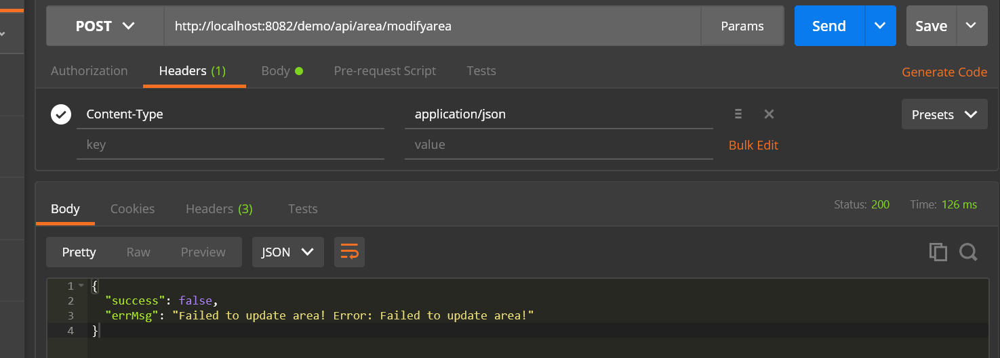 POST http://localhost:8082/demo/api/area/modifyarea Params Send Save
Authorization Headers (1) Body Pre-request Script Tests Generate Code
Content-Type application/json Presets
key value Bulk Edit
Body Cookies Headers (3) Tests Status: 200 Time: 126 ms
Pretty Raw Preview JSON
1 {
2 "success": false,
3 "errMsg": "Failed to update area! Error: Failed to update area!"
4 }